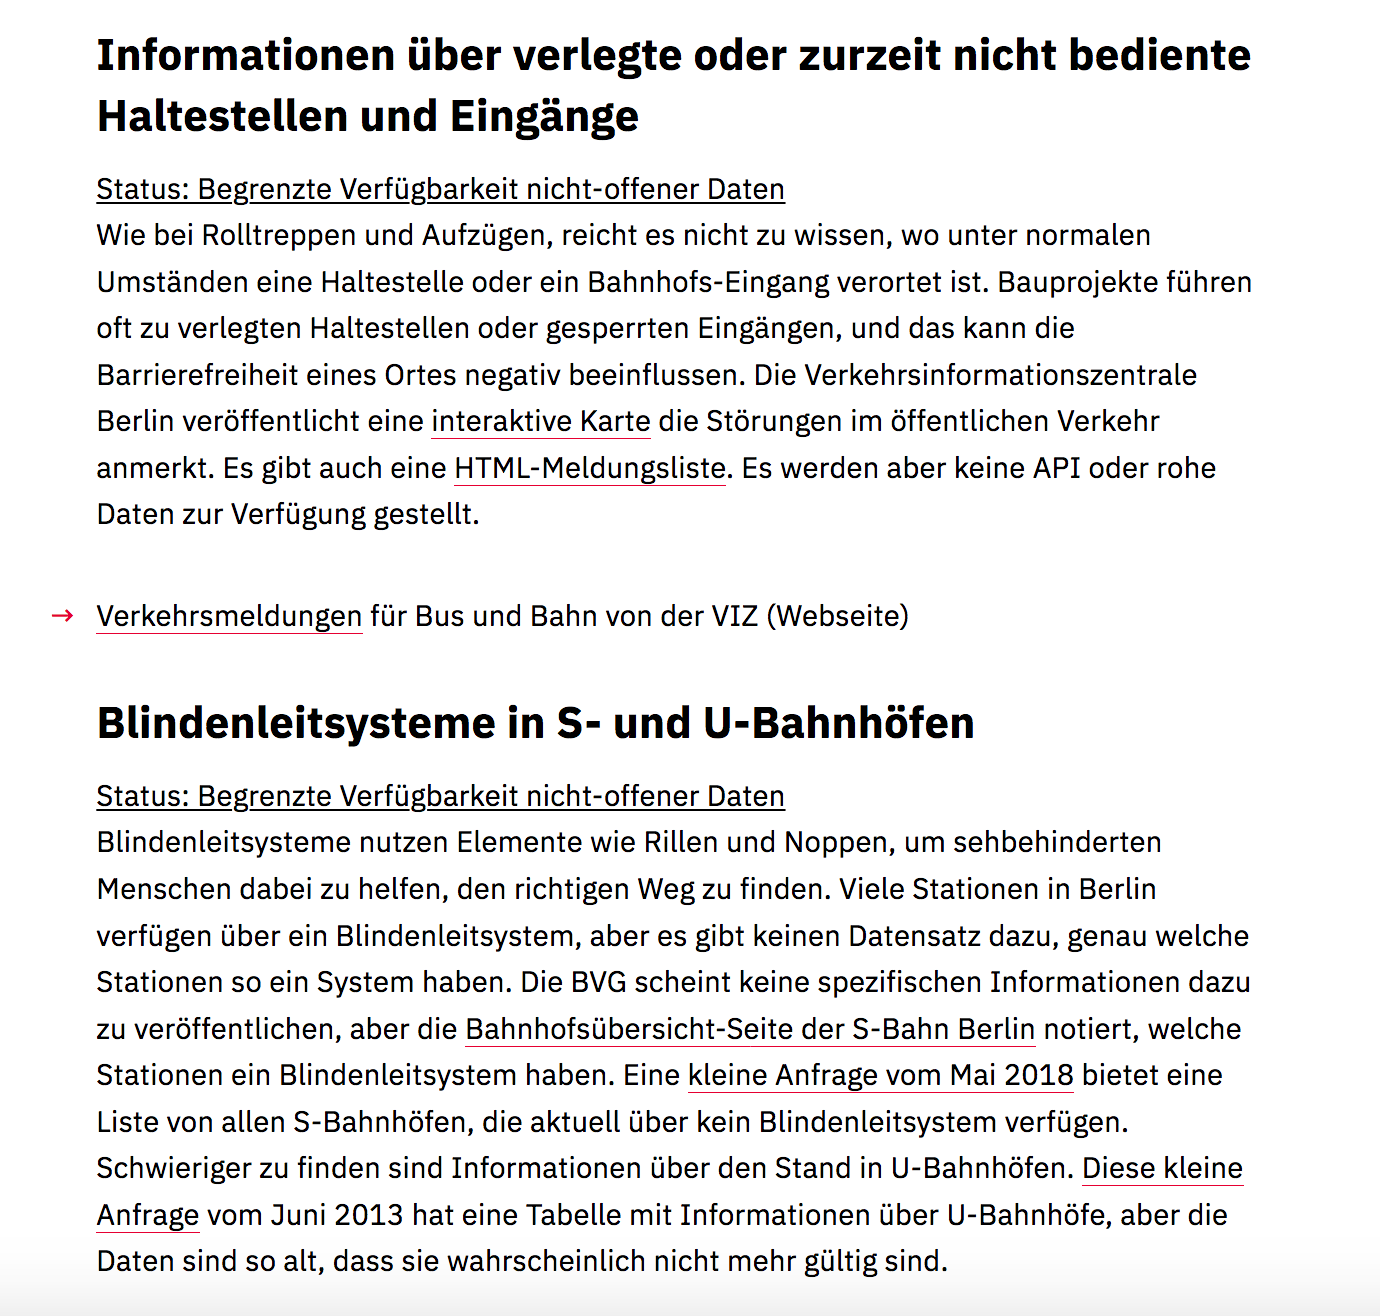 Informationen über verlegte oder zurzeit nicht bediente
Haltestellen und Eingänge
Status: Begrenzte Verfügbarkeit nicht-offener Daten
Wie bei Rolltreppen und Aufzügen, reicht es nicht zu wissen, wo unter normalen
Umständen eine Haltestelle oder ein Bahnhofs-Eingang verortet ist. Bauprojekte führen
oft zu verlegten Haltestellen oder gesperrten Eingängen, und das kann die
Barrierefreiheit eines Ortes negativ beeinflussen. Die Verkehrsinformationszentrale
Berlin veröffentlicht eine interaktive Karte die Störungen im öffentlichen Verkehr
anmerkt. Es gibt auch eine HTML-Meldungsliste. Es werden aber keine API oder rohe
Daten zur Verfügung gestellt.
→ Verkehrsmeldungen für Bus und Bahn von der VIZ (Webseite)
Blindenleitsysteme in S- und U-Bahnhöfen
Status: Begrenzte Verfügbarkeit nicht-offener Daten
Blindenleitsysteme nutzen Elemente wie Rillen und Noppen, um sehbehinderten
Menschen dabei zu helfen, den richtigen Weg zu finden. Viele Stationen in Berlin
verfügen über ein Blindenleitsystem, aber es gibt keinen Datensatz dazu, genau welche
Stationen so ein System haben. Die BVG scheint keine spezifischen Informationen dazu
zu veröffentlichen, aber die Bahnhofsübersicht-Seite der S-Bahn Berlin notiert, welche
Stationen ein Blindenleitsystem haben. Eine kleine Anfrage vom Mai 2018 bietet eine
Liste von allen S-Bahnhöfen, die aktuell über kein Blindenleitsystem verfügen.
Schwieriger zu finden sind Informationen über den Stand in U-Bahnhöfen. Diese kleine
Anfrage vom Juni 2013 hat eine Tabelle mit Informationen über U-Bahnhöfe, aber die
Daten sind so alt, dass sie wahrscheinlich nicht mehr gültig sind.